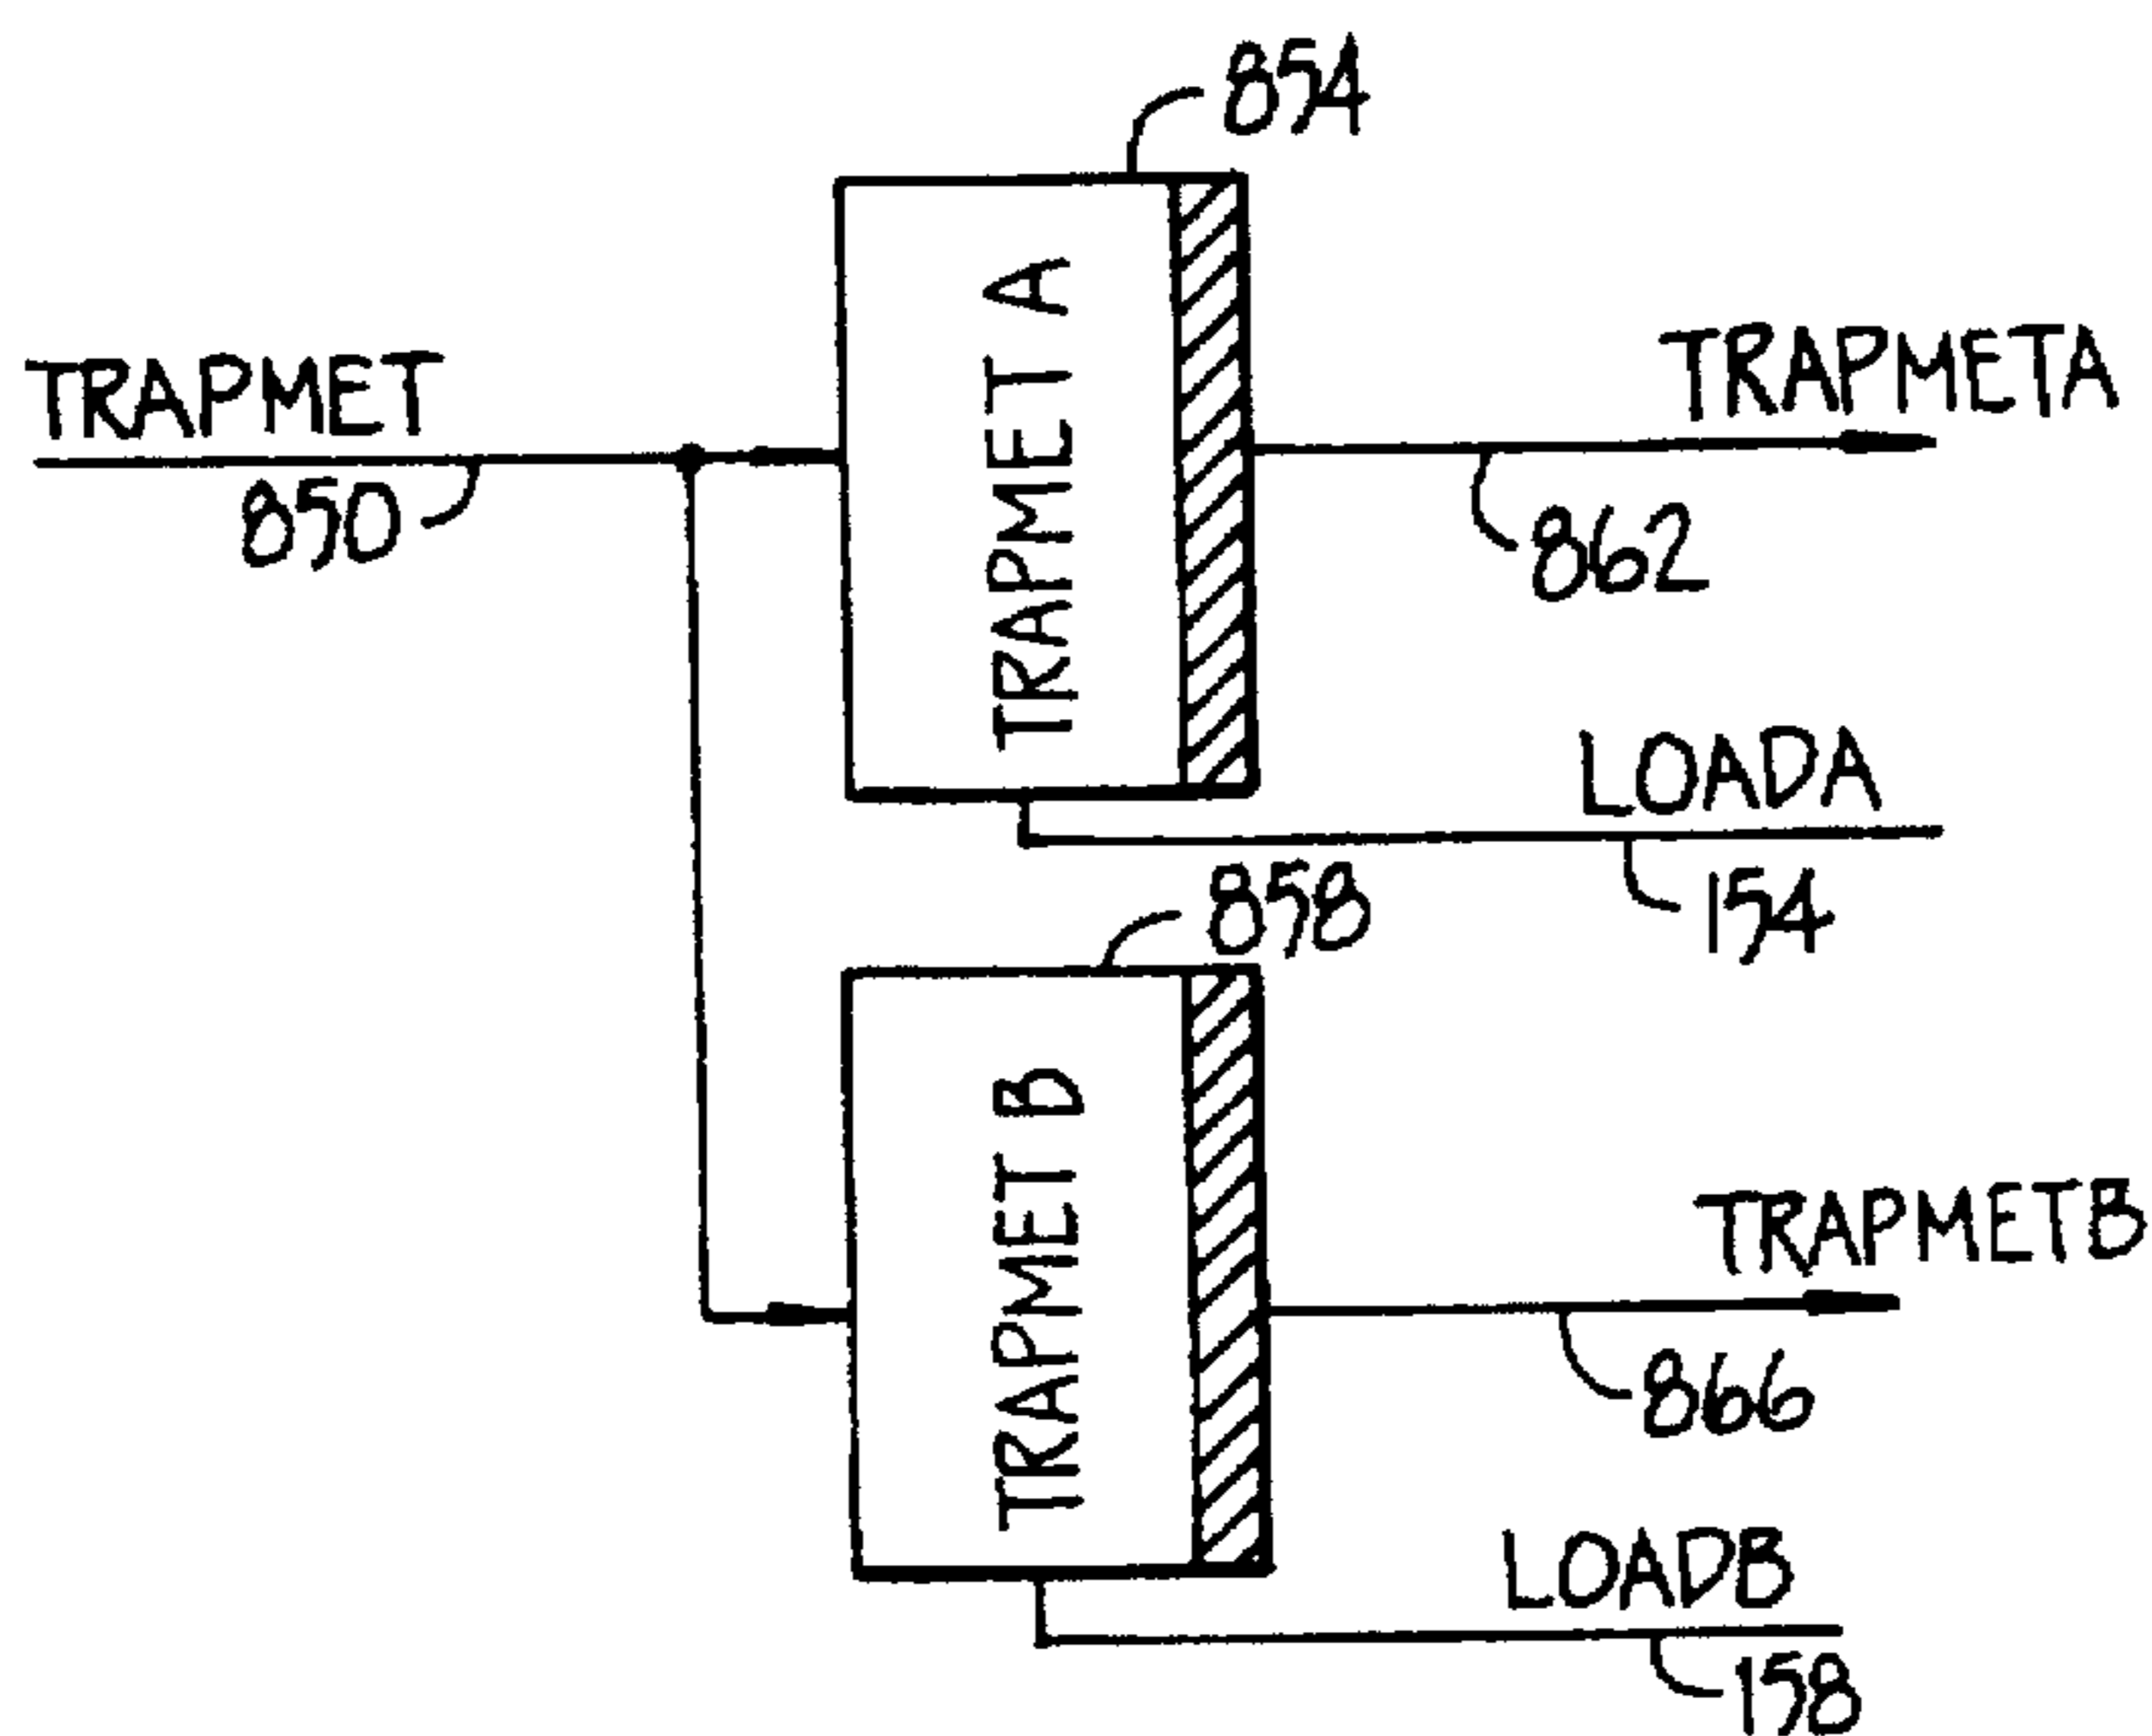 854
TRAPMET
850
TRAPMET A
TRAPMETA
862
LOADA
154
858
TRAPMET B
TRAPMETB
866
LOADB
158